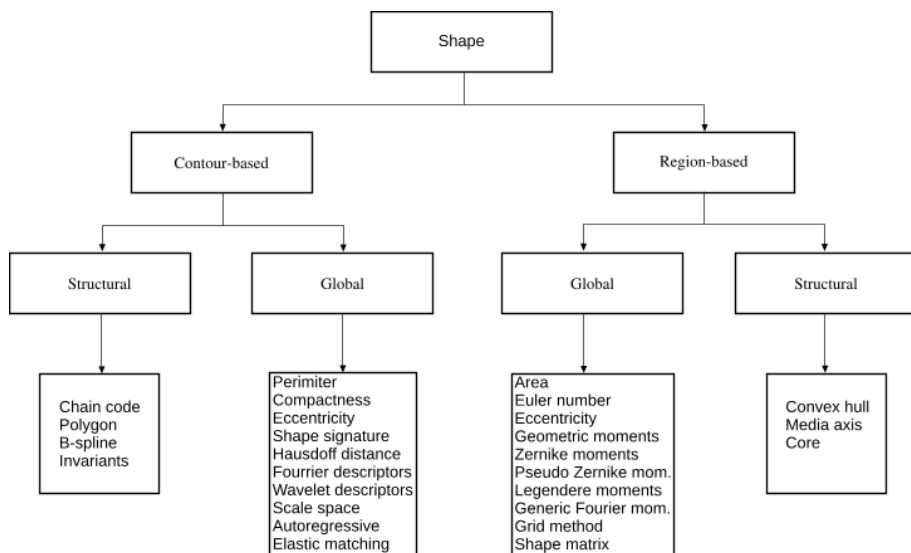 Shape
Contour-based
Region-based
Structural
Global
Global
Structural
Chain code
Polygon
B-spline
Invariants
Perimiter
Compactness
Eccentricity
Shape signature
Hausdoff distance
Fourrier descriptors
Wavelet descriptors
Scale space
Autoregressive
Elastic matching
Area
Euler number
Eccentricity
Geometric moments
Zernike moments
Pseudo Zernike mom.
Legendere moments
Generic Fourier mom.
Grid method
Shape matrix
Convex hull
Media axis
Core